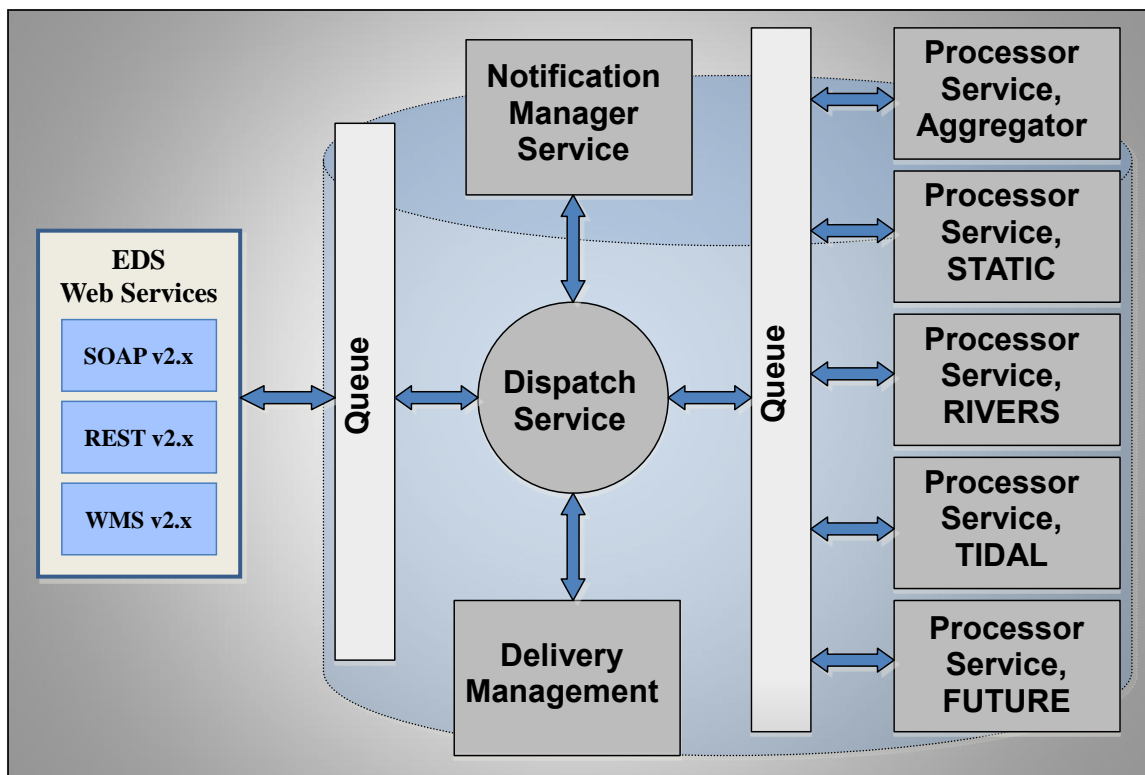 EDS
Web Services
SOAP v2.x
REST v2.x
WMS v2.x
Queue
Notification
Manager
Service
Dispatch
Service
Delivery
Management
Queue
Processor
Service,
Aggregator
Processor
Service,
STATIC
Processor
Service,
RIVERS
Processor
Service,
TIDAL
Processor
Service,
FUTURE